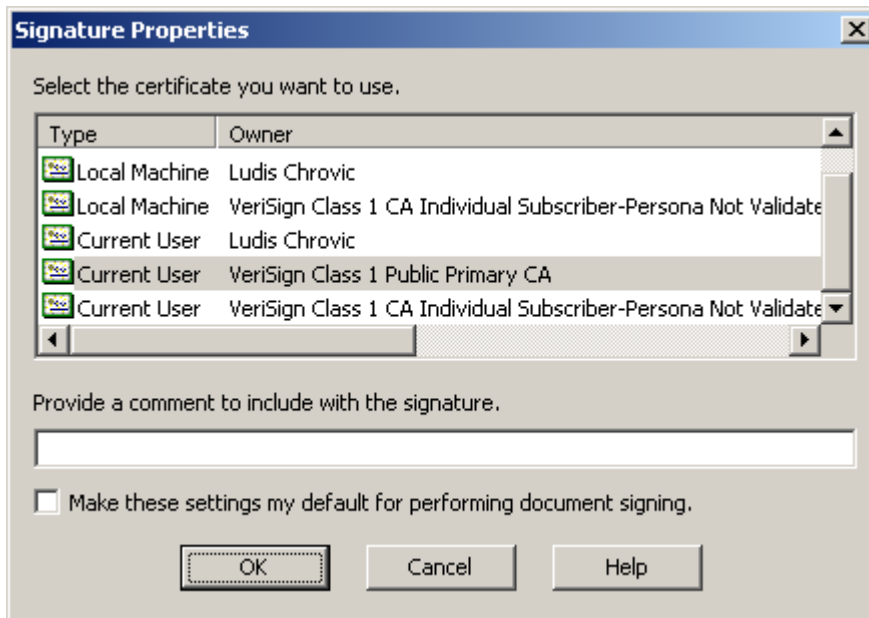 Signature Properties
Select the certificate you want to use.
Type Owner
Local Machine Ludis Chrovic
Local Machine VeriSign Class 1 CA Individual Subscriber-Persona Not Validate
Current User Ludis Chrovic
Current User VeriSign Class 1 Public Primary CA
Current User VeriSign Class 1 CA Individual Subscriber-Persona Not Validate
Provide a comment to include with the signature.
Make these settings my default for performing document signing.
OK Cancel Help